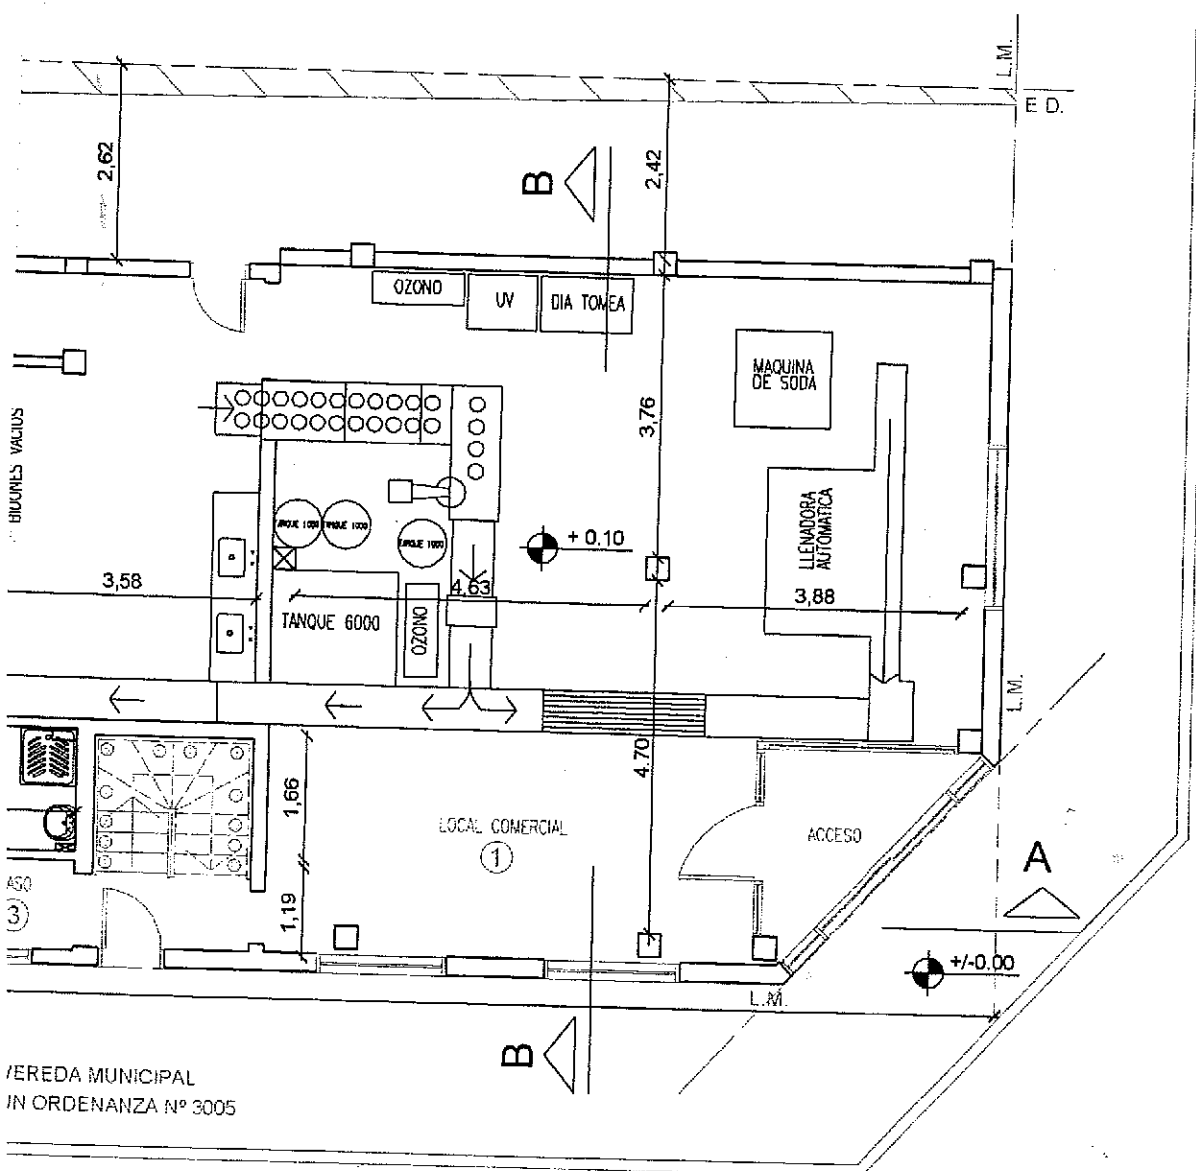 L.M.
E D.
2,62
2,42
B
OZONO
UV
DIA TOMEA
MAQUINA
DE SODA
3,76
BIDONES VACIOS
LLENADORA
AUTOMATICA
TANQUE 1000
TANQUE 1000
TANQUE 1000
+ 0.10
3,58
4,63
3,88
TANQUE 6000
OZONO
L.M.
4.70
1,66
LOCAL COMERCIAL
1
ACCESO
A
3
1,19
+/-0.00
L.M.
B
VEREDA MUNICIPAL
ORDENANZA Nº 3005